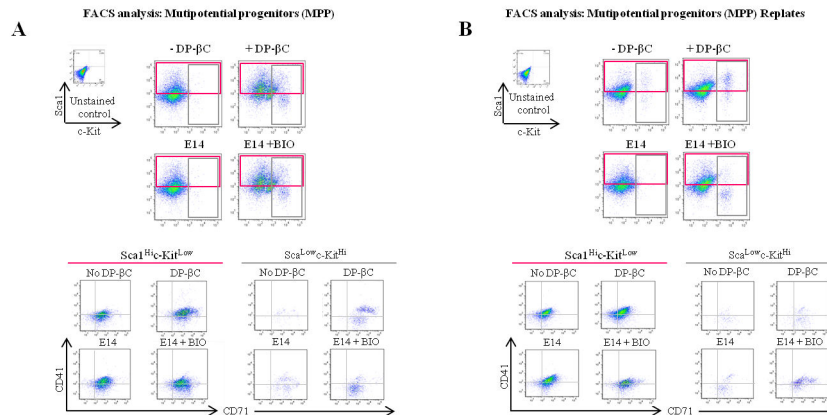 FACS analysis: Mutipotential progenitors (MPP)
A
- DP-βC
+ DP-βC
Sca1
Unstained
control
c-Kit
E14
E14 +BIO
Sca1HiC-KitLow
ScaLowc-KitHi
No DP-βC
DP-βC
No DP-βC
DP-βC
E14
E14 + BIO
E14
E14 + BIO
CD41
CD71
FACS analysis: Mutipotential progenitors (MPP) Replates
B
- DP-βC
+ DP-βC
Sca1
Unstained
control
c-Kit
E14
E14 +BIO
Sca1Hic-KitLow
ScaLowc-KitHi
No DP-βC
DP-βC
No DP-βC
DP-βC
E14
E14 + BIO
E14
E14 + BIO
CD41
CD71